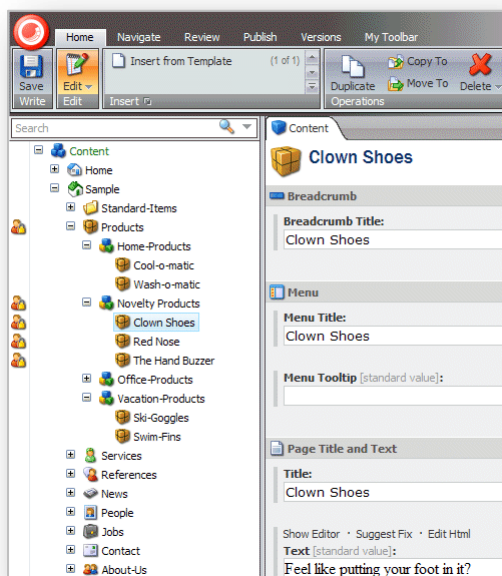 Home Navigate Review Publish Versions My Toolbar
Insert from Template (1 of 1) Copy To
Save Edit Duplicate Move To Delete
Write Edit Insert Operations
Search
Content
Content
Clown Shoes
Home
Sample
Breadcrumb
Standard-Items
Breadcrumb Title:
Products
Clown Shoes
Home-Products
Cool-o-matic
Wash-o-matic
Menu
Novelty Products
Menu Title:
Clown Shoes
Clown Shoes
Red Nose
The Hand Buzzer
Menu Tooltip [standard value]:
Office-Products
Vacation-Products
Ski-Goggles
Swim-Fins
Page Title and Text
Services
Title:
References
Clown Shoes
News
People
Jobs
Show Editor · Suggest Fix · Edit Html
Contact
Text [standard value]:
About-Us
Feel like putting your foot in it?